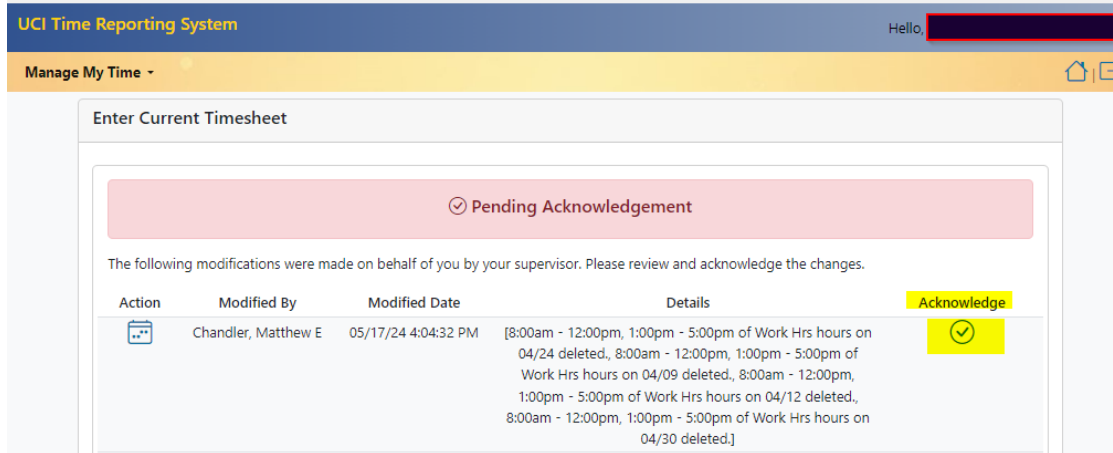 UCI Time Reporting System
Hello,
Manage My Time
Enter Current Timesheet
Pending Acknowledgement
The following modifications were made on behalf of you by your supervisor. Please review and acknowledge the changes.
Action Modified By Modified Date Details Acknowledge
Chandler, Matthew E 05/17/24 4:04:32 PM [8:00am - 12:00pm, 1:00pm - 5:00pm of Work Hrs hours on
04/24 deleted., 8:00am - 12:00pm, 1:00pm - 5:00pm of
Work Hrs hours on 04/09 deleted., 8:00am - 12:00pm,
1:00pm - 5:00pm of Work Hrs hours on 04/12 deleted.,
8:00am - 12:00pm, 1:00pm - 5:00pm of Work Hrs hours on
04/30 deleted.]